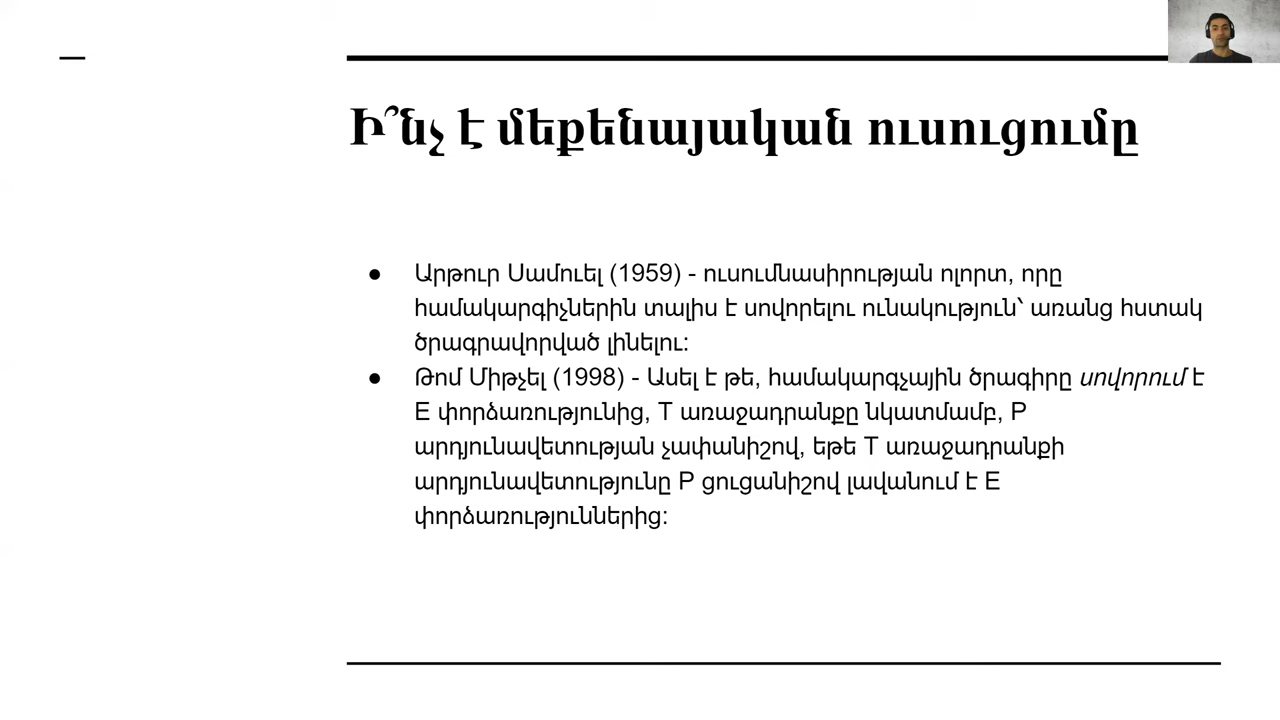 Ի՞նչ է մեքենայական ուսուցումը
● Արթուր Սամուել (1959) - ուսումնասիրության ոլորտ, որը
համակարգիչներին տալիս է սովորելու ունակություն՝ առանց հստակ
ծրագրավորված լինելու:
● Թոմ Միթչել (1998) - Ասել է թե, համակարգչային ծրագիրը սովորում է
E փորձառությունից, T առաջադրանքը նկատմամբ, P
արդյունավետության չափանիշով, եթե T առաջադրանքի
արդյունավետությունը P ցուցանիշով լավանում է E
փորձառություններից: